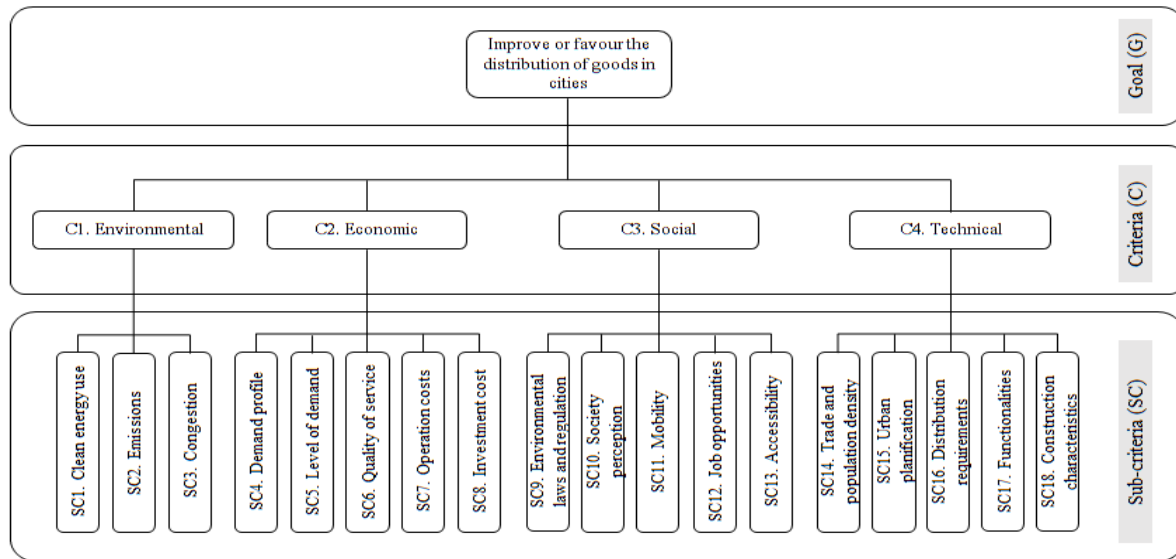 Improve or favour the
distribution of goods in
cities
Goal (G)
C1. Environmental
C2. Economic
C3. Social
C4. Technical
Criteria (C)
SC1. Clean energy use
SC2. Emissions
SC3. Congestion
SC4. Demand profile
SC5. Level of demand
SC6. Quality of service
SC7. Operation costs
SC8. Investment cost
SC9. Environmental
laws and regulation
SC10. Society
perception
SC11. Mobility
SC12. Job opportunities
SC13. Accessibility
SC14. Trade and
population density
SC15. Urban
planification
SC16. Distribution
requirements
SC17. Functionalities
SC18. Construction
characteristics
Sub-criteria (SC)